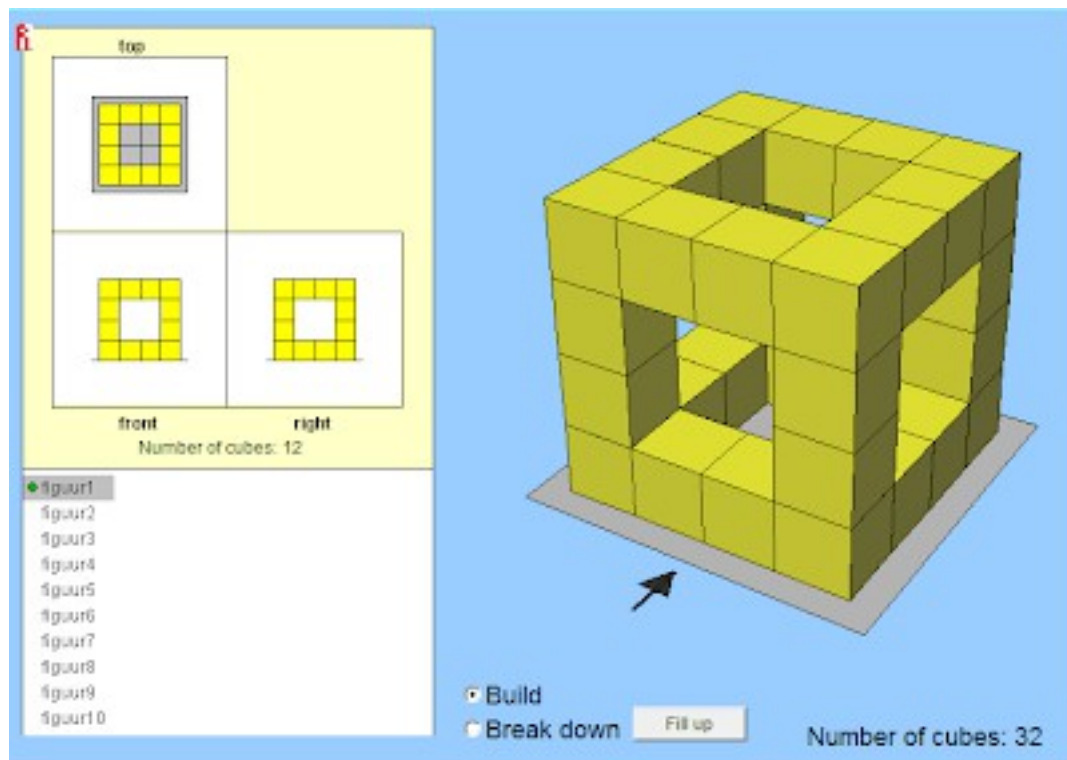 fi
top
front right
Number of cubes: 12
figuur1
figuur2
figuur3
figuur4
figuur5
figuur6
figuur7
figuur8
figuur9
figuur10
Build
Break down
Fill up
Number of cubes: 32